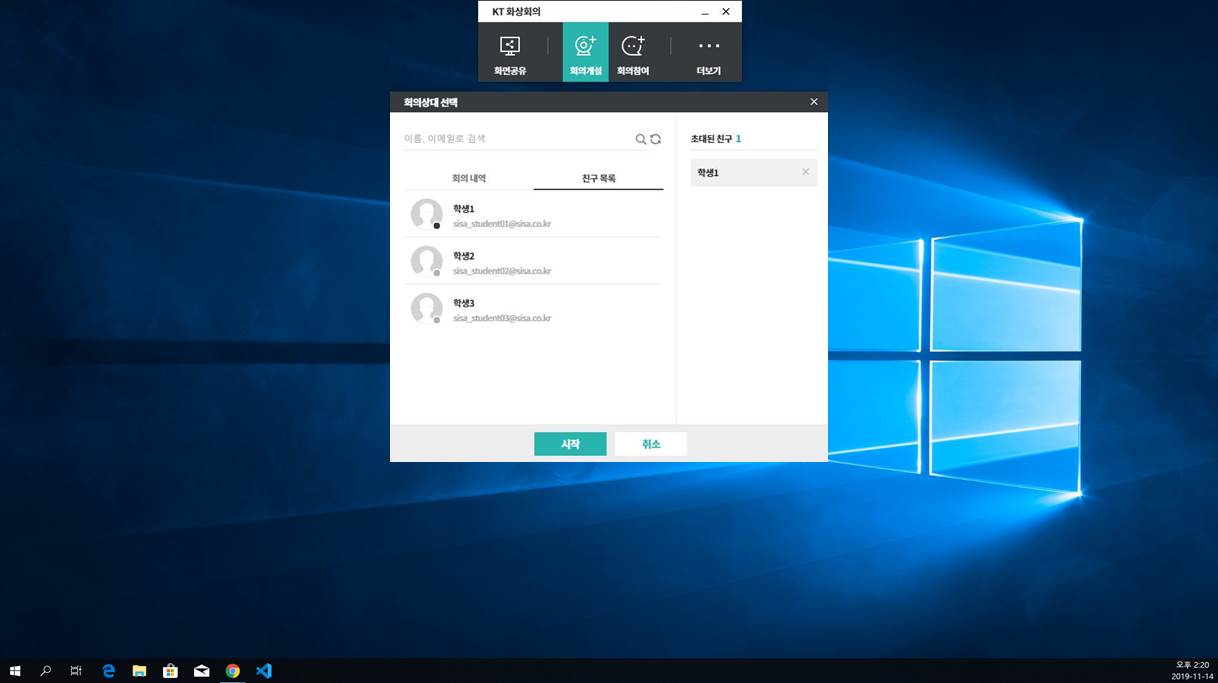 KT 화상회의
화면공유
회의개설
회의참여
더보기
회의상대 선택
이름, 이메일로 검색
회의 내역
친구 목록
학생1
sisa_student01@sisa.co.kr
학생2
sisa_student02@sisa.co.kr
학생3
sisa_student03@sisa.co.kr
초대된 친구 1
학생1
시작
취소
오후 2:20
2019-11-14